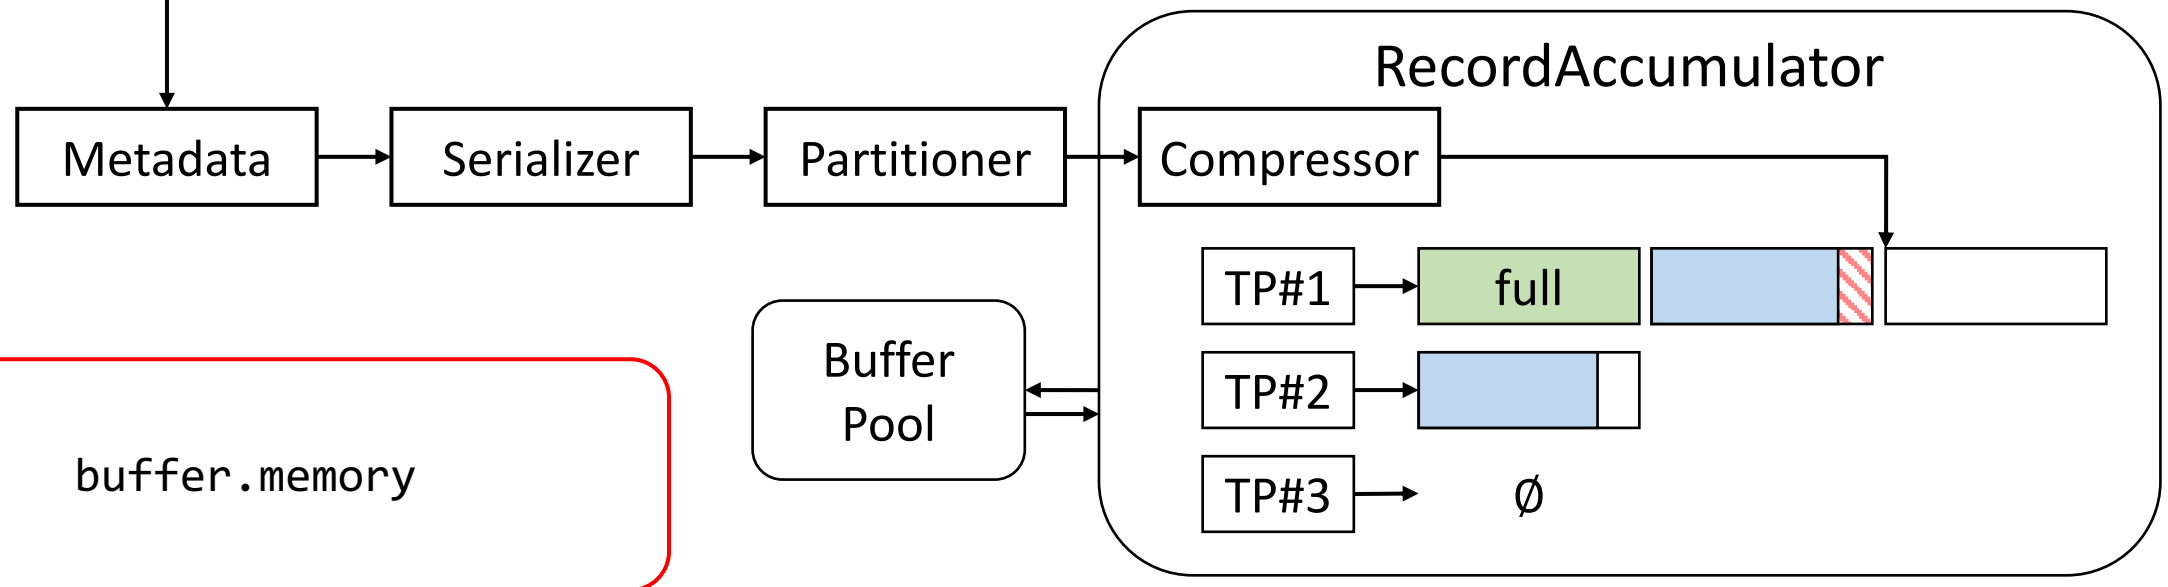 RecordAccumulator
Metadata
Serializer
Partitioner
Compressor
TP#1
full
Buffer
Pool
TP#2
buffer.memory
TP#3
∅